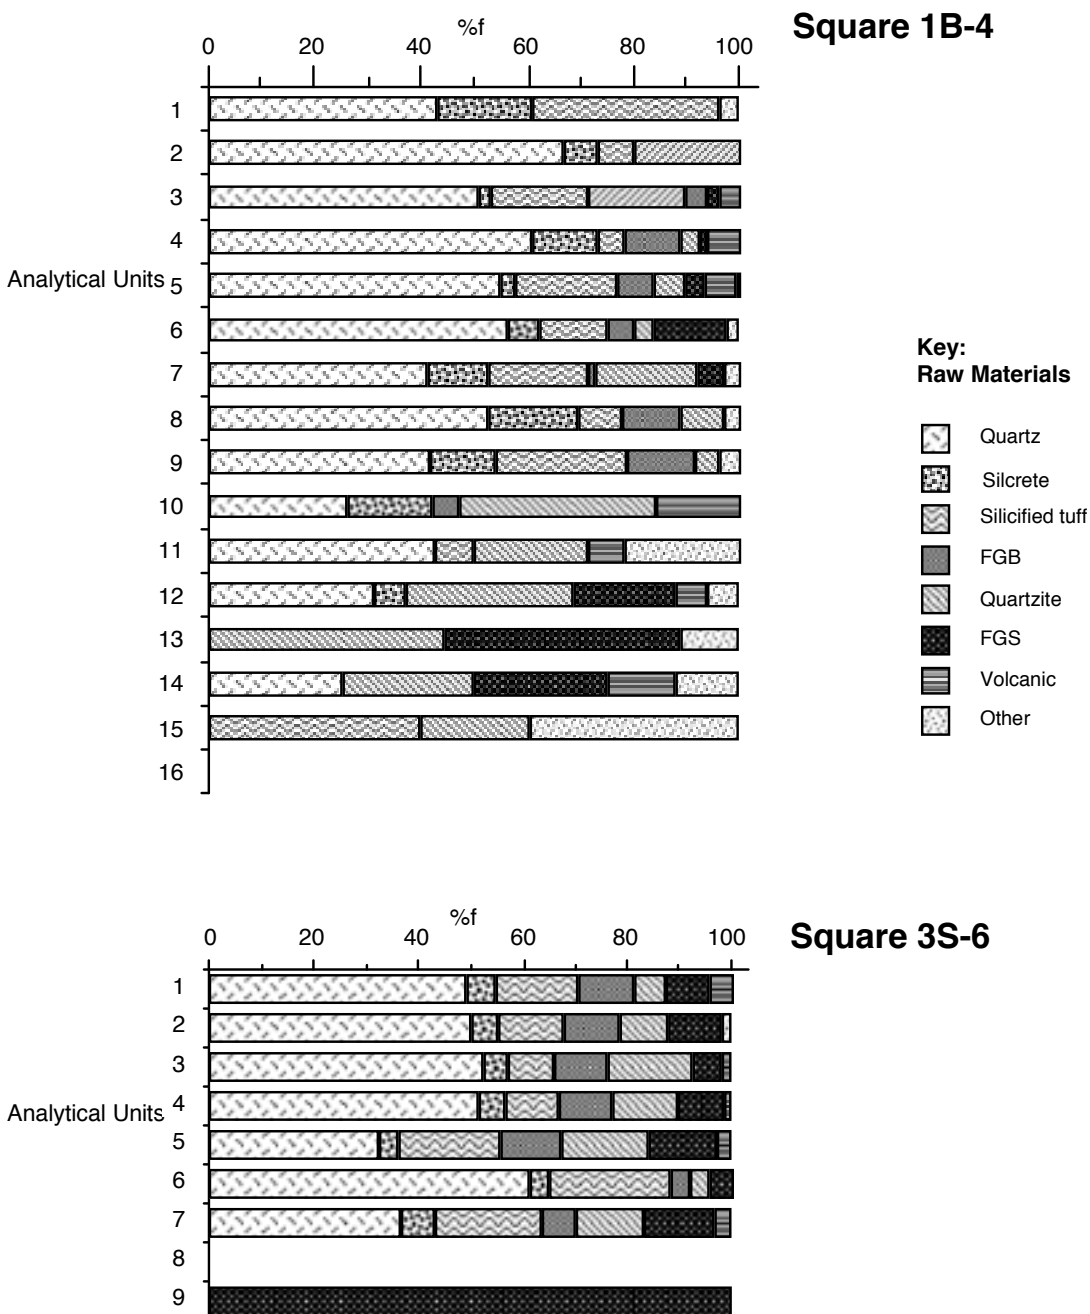 Square 1B-4
%f
0 20 40 60 80 100
1
2
3
4
Analytical Units 5
6
7
8
9
10
11
12
13
14
15
16
Key:
Raw Materials
Quartz
Silcrete
Silicified tuff
FGB
Quartzite
FGS
Volcanic
Other
Square 3S-6
%f
0 20 40 60 80 100
1
2
3
Analytical Units 4
5
6
7
8
9